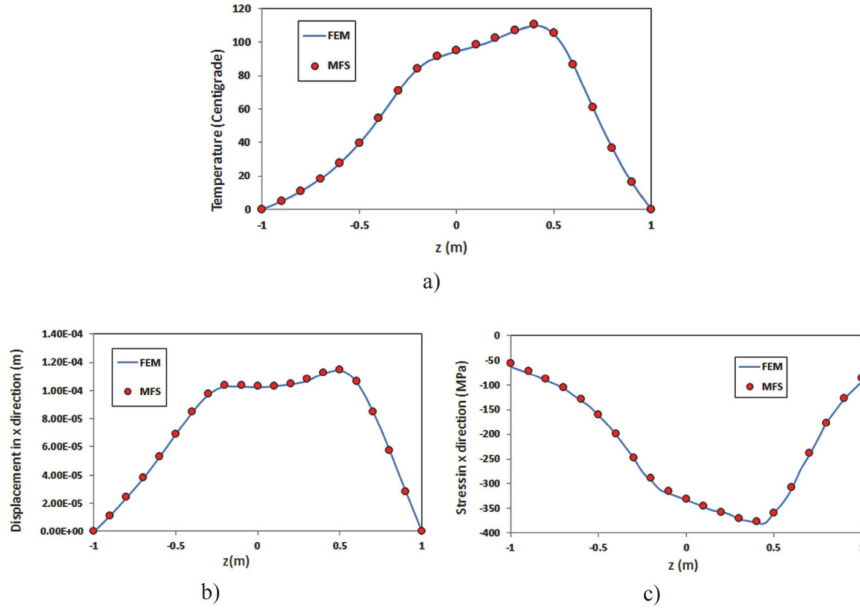 120
100
80
60
40
20
0
Temperature (Centigrade)
FEM
MFS
-1 -0.5 0 0.5 1
z (m)
a)
1.40E-04
1.20E-04
1.00E-04
8.00E-05
6.00E-05
4.00E-05
2.00E-05
0.00E+00
Displacement in x direction (m)
FEM
MFS
-1 -0.5 0 0.5 1
z(m)
b)
0
-50
-100
-150
-200
-250
-300
-350
-400
Stress in x direction (MPa)
FEM
MFS
-1 -0.5 0 0.5 1
z (m)
c)